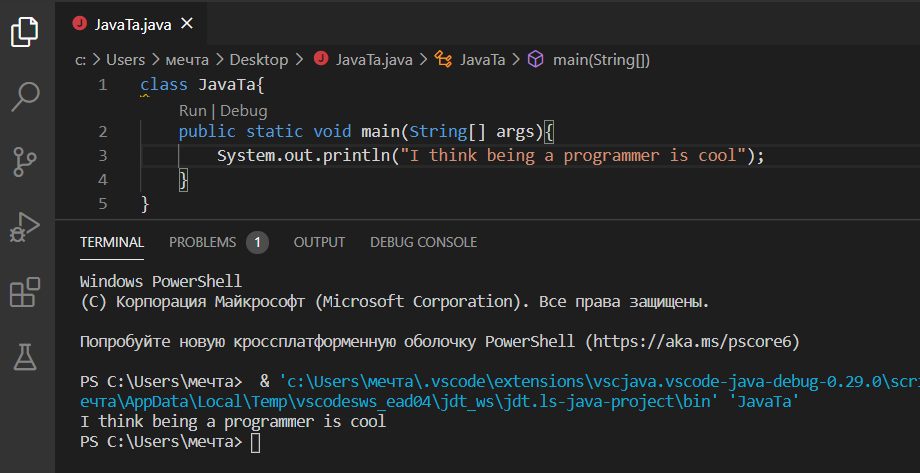 JavaTa.java
c: > Users > мечта > Desktop > JavaTa.java > JavaTa > main(String[])
1 class JavaTa{
Run | Debug
2 public static void main(String[] args){
3 System.out.println("I think being a programmer is cool");
4 }
5 }
TERMINAL PROBLEMS 1 OUTPUT DEBUG CONSOLE
Windows PowerShell
(C) Корпорация Майкрософт (Microsoft Corporation). Все права защищены.
Попробуйте новую кроссплатформенную оболочку PowerShell (https://aka.ms/pscore6)
PS C:\Users\мечта>  & 'c:\Users\мечта\.vscode\extensions\vscjava.vscode-java-debug-0.29.0\scri
ечта\AppData\Local\Temp\vscodesws_ead04\jdt_ws\jdt.ls-java-project\bin' 'JavaTa'
I think being a programmer is cool
PS C:\Users\мечта>